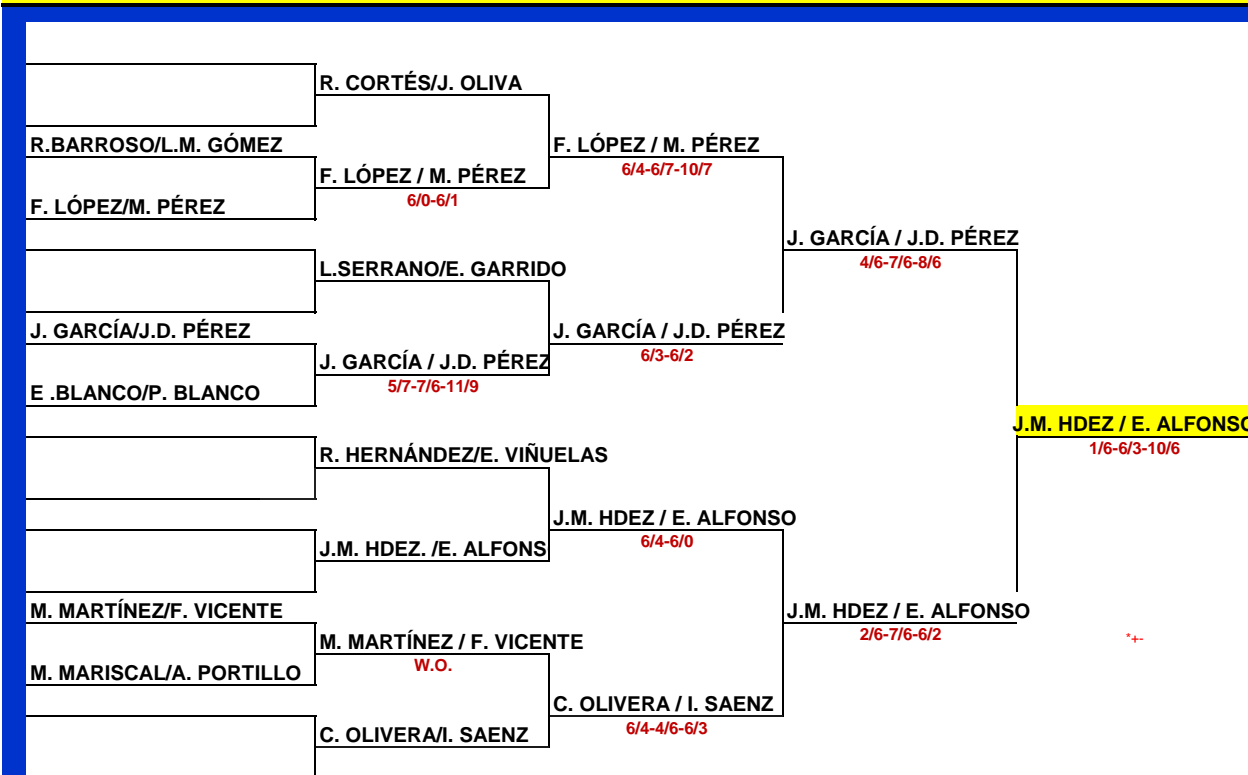 R. CORTÉS/J. OLIVA
R.BARROSO/L.M. GÓMEZ
F. LÓPEZ / M. PÉREZ
6/4-6/7-10/7
F. LÓPEZ / M. PÉREZ
6/0-6/1
F. LÓPEZ/M. PÉREZ
J. GARCÍA / J.D. PÉREZ
4/6-7/6-8/6
L.SERRANO/E. GARRIDO
J. GARCÍA/J.D. PÉREZ
J. GARCÍA / J.D. PÉREZ
6/3-6/2
J. GARCÍA / J.D. PÉREZ
5/7-7/6-11/9
E .BLANCO/P. BLANCO
J.M. HDEZ / E. ALFONSO
1/6-6/3-10/6
R. HERNÁNDEZ/E. VIÑUELAS
J.M. HDEZ / E. ALFONSO
6/4-6/0
J.M. HDEZ. /E. ALFONS
M. MARTÍNEZ/F. VICENTE
J.M. HDEZ / E. ALFONSO
2/6-7/6-6/2
*+-
M. MARTÍNEZ / F. VICENTE
W.O.
M. MARISCAL/A. PORTILLO
C. OLIVERA / I. SAENZ
6/4-4/6-6/3
C. OLIVERA/I. SAENZ